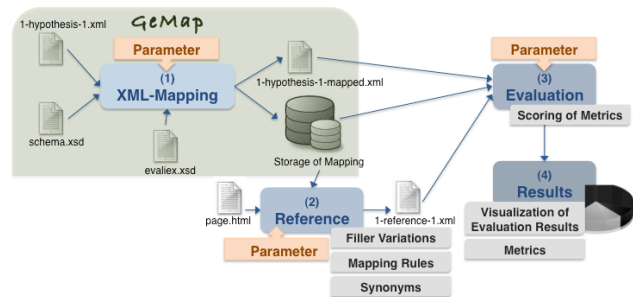 GeMap
1-hypothesis-1.xml
Parameter
(1)
XML-Mapping
1-hypothesis-1-mapped.xml
schema.xsd
evaliex.xsd
Storage of Mapping
Parameter
(3)
Evaluation
Scoring of Metrics
(4)
Results
Visualization of
Evaluation Results
Metrics
page.html
(2)
Reference
1-reference-1.xml
Parameter
Filler Variations
Mapping Rules
Synonyms